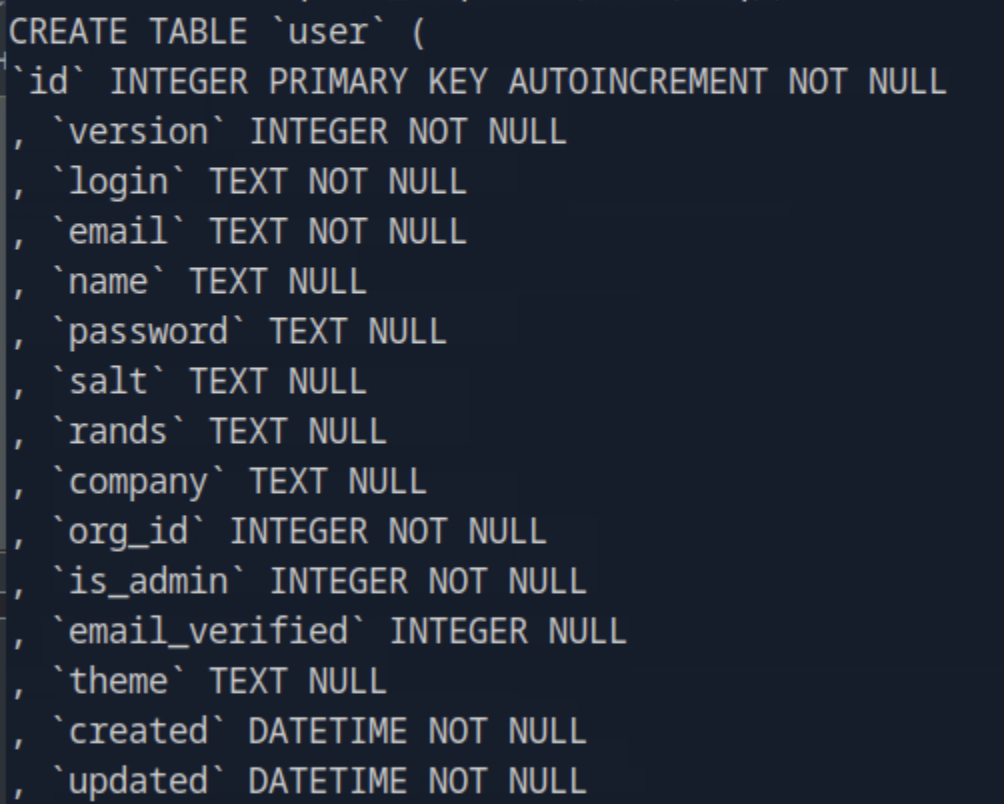 CREATE TABLE `user` (
`id` INTEGER PRIMARY KEY AUTOINCREMENT NOT NULL
, `version` INTEGER NOT NULL
, `login` TEXT NOT NULL
, `email` TEXT NOT NULL
, `name` TEXT NULL
, `password` TEXT NULL
, `salt` TEXT NULL
, `rands` TEXT NULL
, `company` TEXT NULL
, `org_id` INTEGER NOT NULL
, `is_admin` INTEGER NOT NULL
, `email_verified` INTEGER NULL
, `theme` TEXT NULL
, `created` DATETIME NOT NULL
, `updated` DATETIME NOT NULL